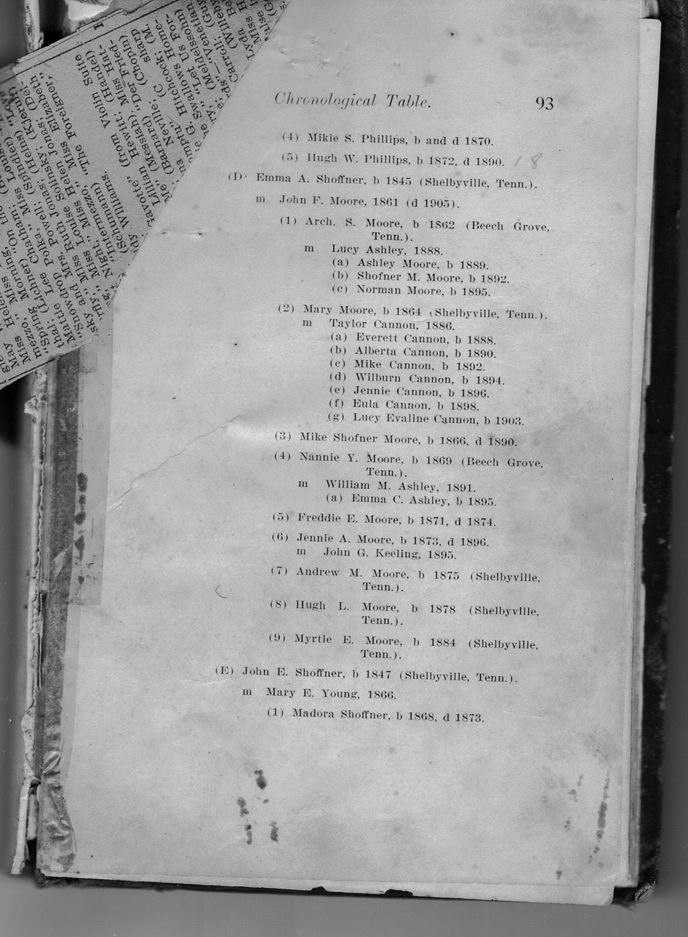 Chronological Table. 93
(4) Mikie S. Phillips, b and d 1870.
(5) Hugh W. Phillips, b 1872, d 1890. 18
(D) Emma A. Shoffner, b 1845 (Shelbyville, Tenn.).
m John F. Moore, 1861 (d 1905).
(1) Arch. S. Moore, b 1862 (Beech Grove,
Tenn.).
m Lucy Ashley, 1888.
(a) Ashley Moore, b 1889.
(b) Shofner M. Moore, b 1892.
(c) Norman Moore, b 1895.
(2) Mary Moore, b 1864 (Shelbyville, Tenn.).
m Taylor Cannon, 1886.
(a) Everett Cannon, b 1888.
(b) Alberta Cannon, b 1890.
(c) Mike Cannon, b 1892.
(d) Wilburn Cannon, b 1894.
(e) Jennie Cannon, b 1896.
(f) Eula Cannon, b 1898.
(g) Lucy Evaline Cannon, b 1903.
(3) Mike Shofner Moore, b 1866, d 1890.
(4) Nannie Y. Moore, b 1869 (Beech Grove,
Tenn.).
m William M. Ashley, 1891.
(a) Emma C. Ashley, b 1895.
(5) Freddie E. Moore, b 1871, d 1874.
(6) Jennie A. Moore, b 1873, d 1896.
m John G. Keeling, 1895.
(7) Andrew M. Moore, b 1875 (Shelbyville,
Tenn.).
(8) Hugh L. Moore, b 1878 (Shelbyville,
Tenn.).
(9) Myrtle E. Moore, b 1884 (Shelbyville,
Tenn.).
(E) John E. Shoffner, b 1847 (Shelbyville, Tenn.).
m Mary E. Young, 1866.
(1) Madora Shoffner, b 1868, d 1873.